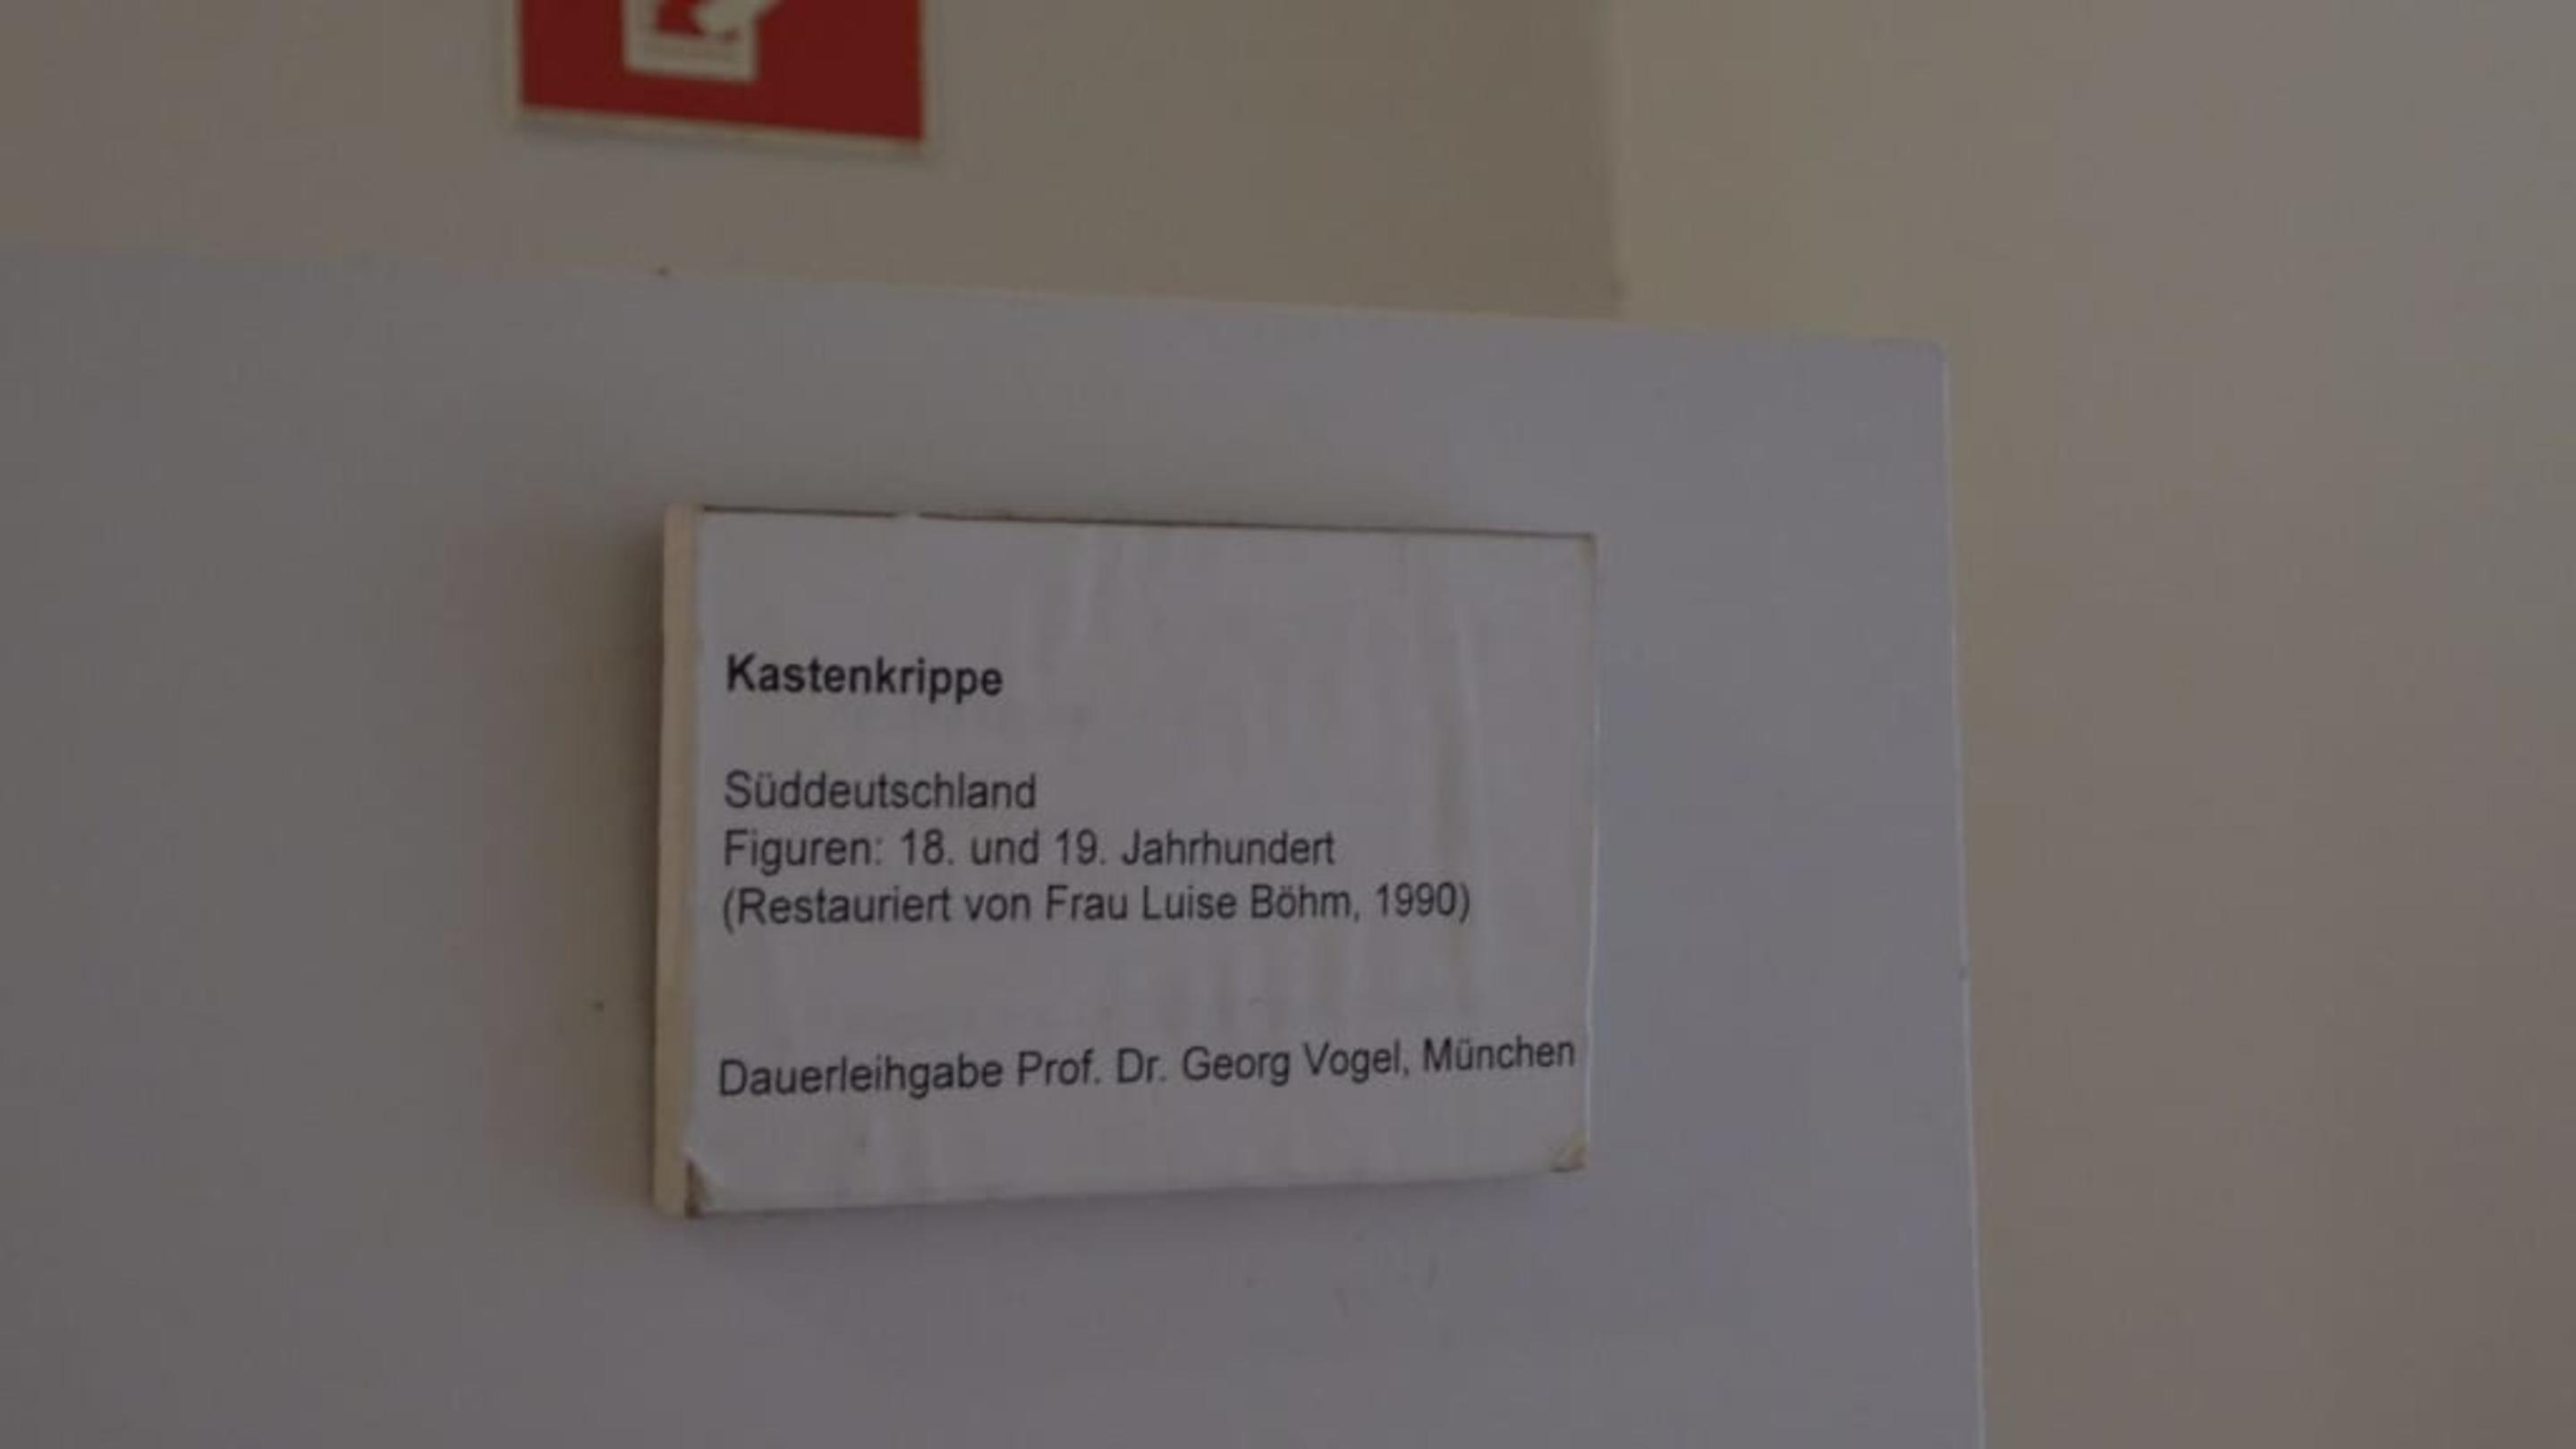 Kastenkrippe
Süddeutschland
Figuren: 18. und 19. Jahrhundert
(Restauriert von Frau Luise Böhm, 1990)
Dauerleihgabe Prof. Dr. Georg Vogel, München